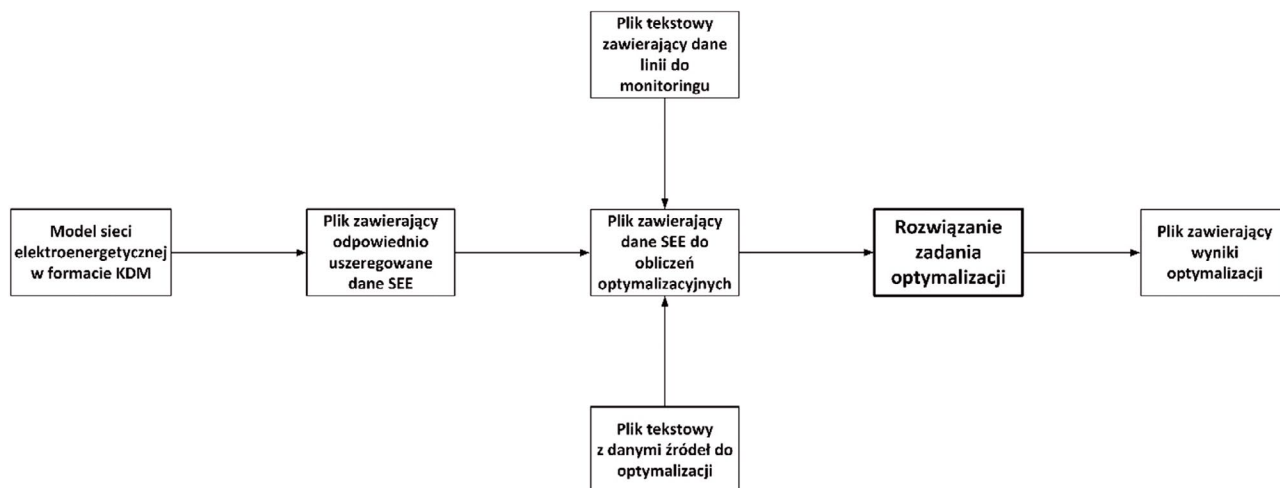 Plik tekstowy
zawierający dane
linii do
monitoringu
Model sieci
elektroenergetycznej
w formacie KDM
Plik zawierający
odpowiednio
uszeregowane
dane SEE
Plik zawierający
dane SEE do
obliczeń
optymalizacyjnych
Rozwiązanie
zadania
optymalizacji
Plik zawierający
wyniki
optymalizacji
Plik tekstowy
z danymi źródeł do
optymalizacji